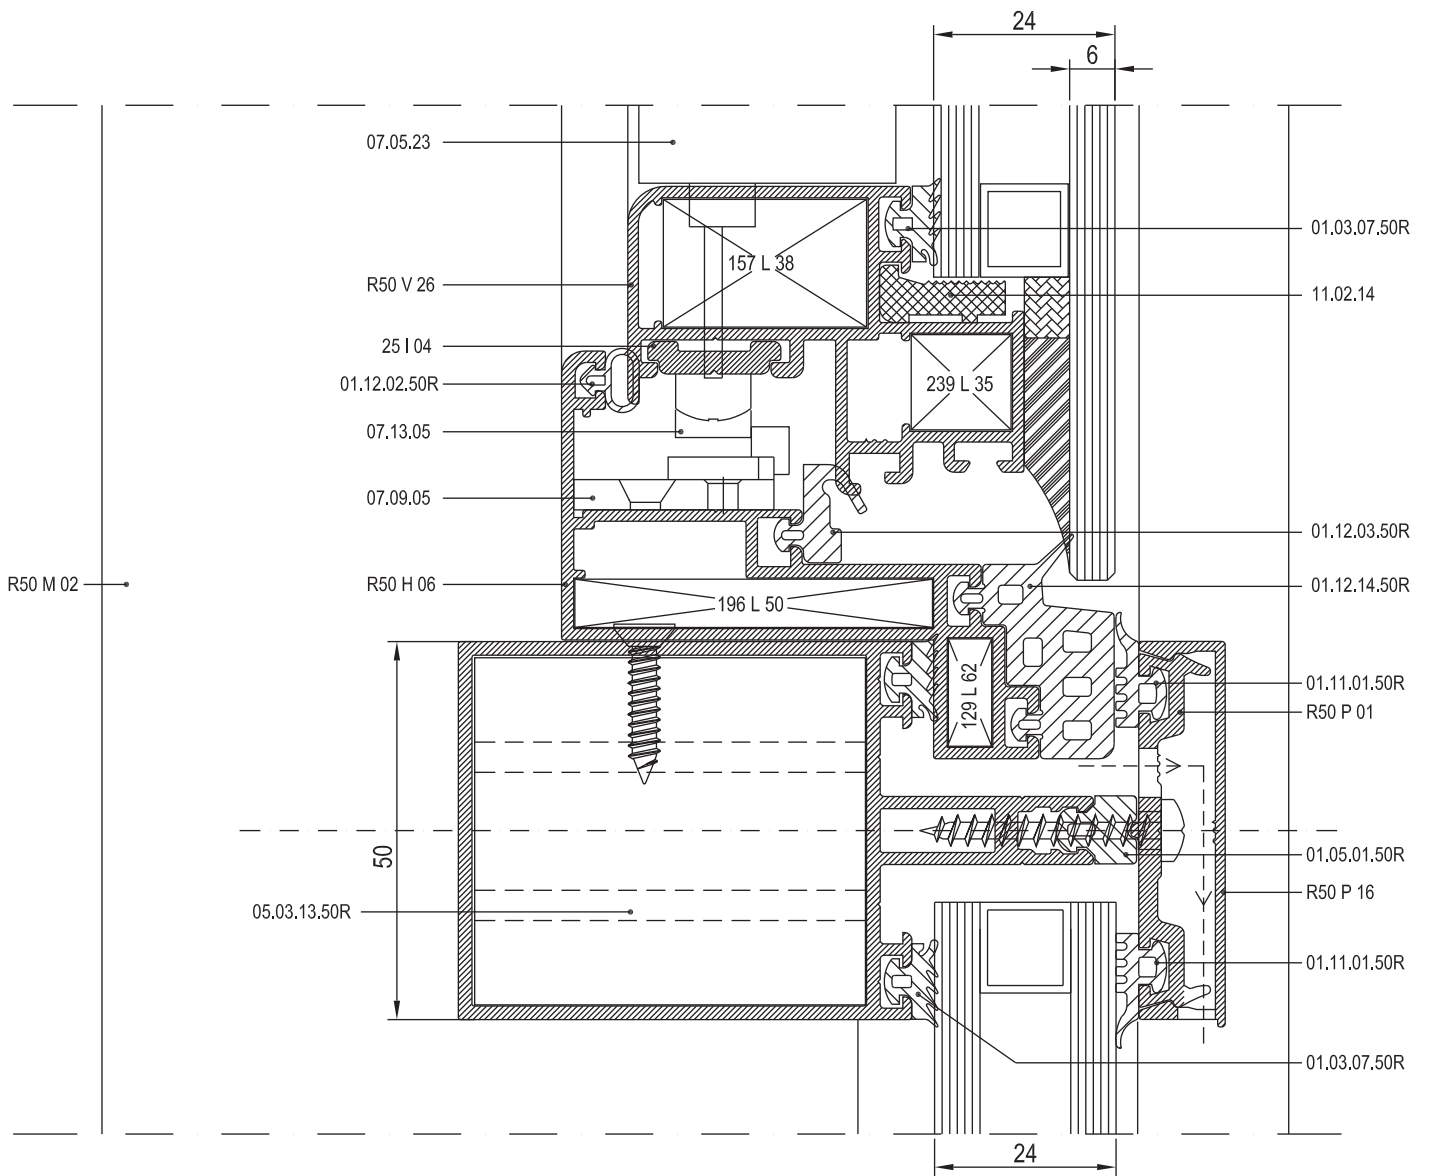 24
6
07.05.23
01.03.07.50R
157 L 38
R50 V 26
11.02.14
25 I 04
01.12.02.50R
239 L 35
07.13.05
07.09.05
01.12.03.50R
R50 M 02
R50 H 06
01.12.14.50R
196 L 50
129 L 62
01.11.01.50R
R50 P 01
50
01.05.01.50R
R50 P 16
05.03.13.50R
01.11.01.50R
01.03.07.50R
24